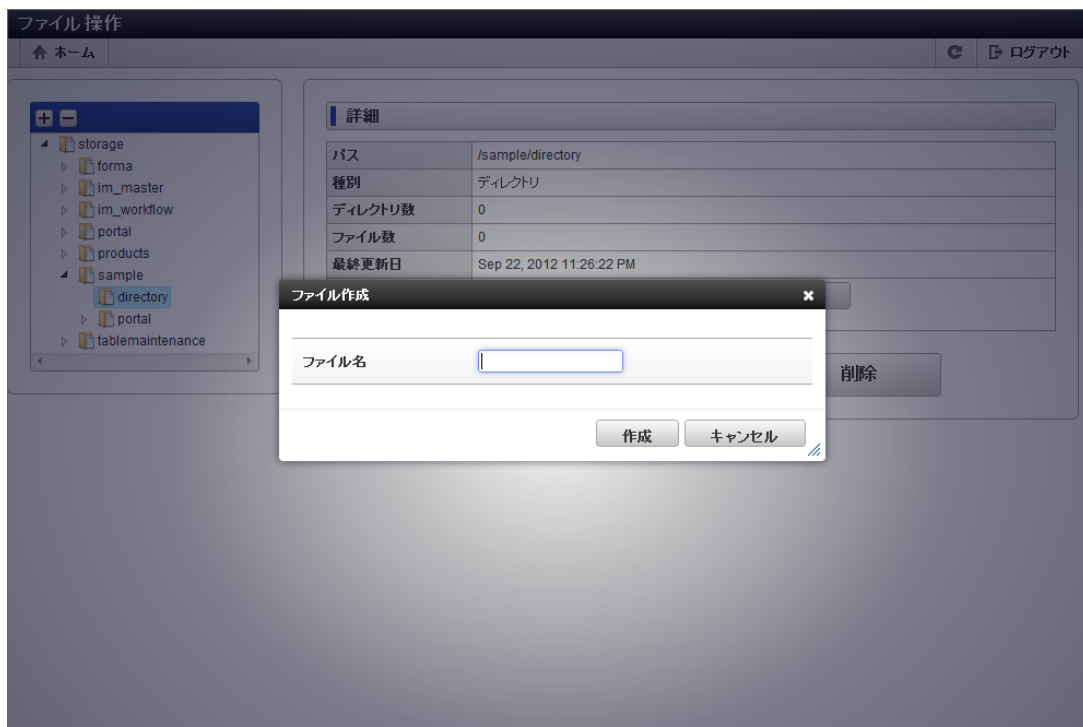 ファイル操作
ホーム
ログアウト
storage
forma
im_master
im_workflow
portal
products
sample
directory
portal
tablemaintenance
詳細
パス /sample/directory
種別 ディレクトリ
ディレクトリ数 0
ファイル数 0
最終更新日 Sep 22, 2012 11:26:22 PM
ファイル作成
ファイル名
作成 キャンセル
削除